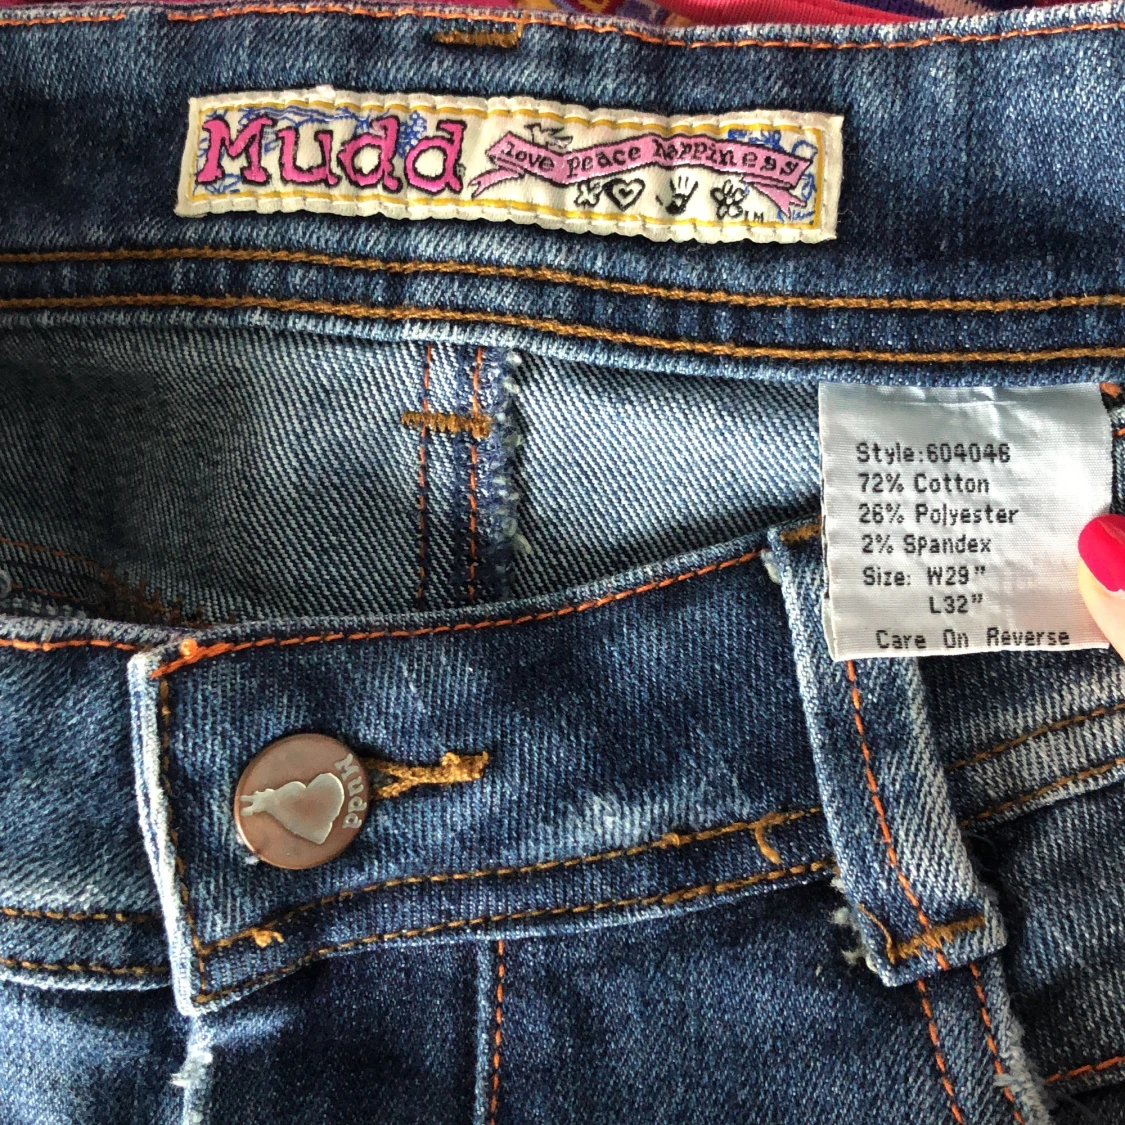 Mudd
love peace happiness
TM
Style:604046
72% Cotton
26% Polyester
2% Spandex
Size: W29"
L32"
Care On Reverse
Mudd